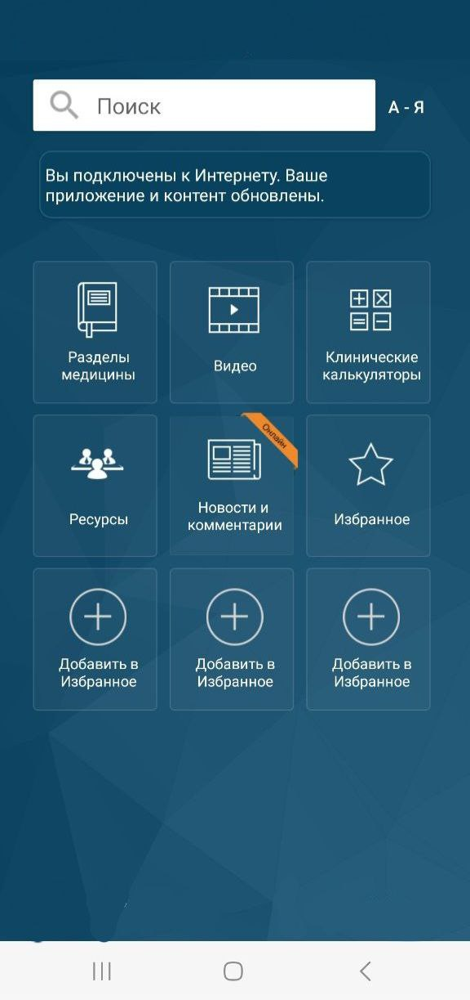 Поиск
А - Я
Вы подключены к Интернету. Ваше
приложение и контент обновлены.
Разделы
медицины
Видео
Клинические
калькуляторы
Ресурсы
Онлайн
Новости и
комментарии
Избранное
Добавить в
Избранное
Добавить в
Избранное
Добавить в
Избранное